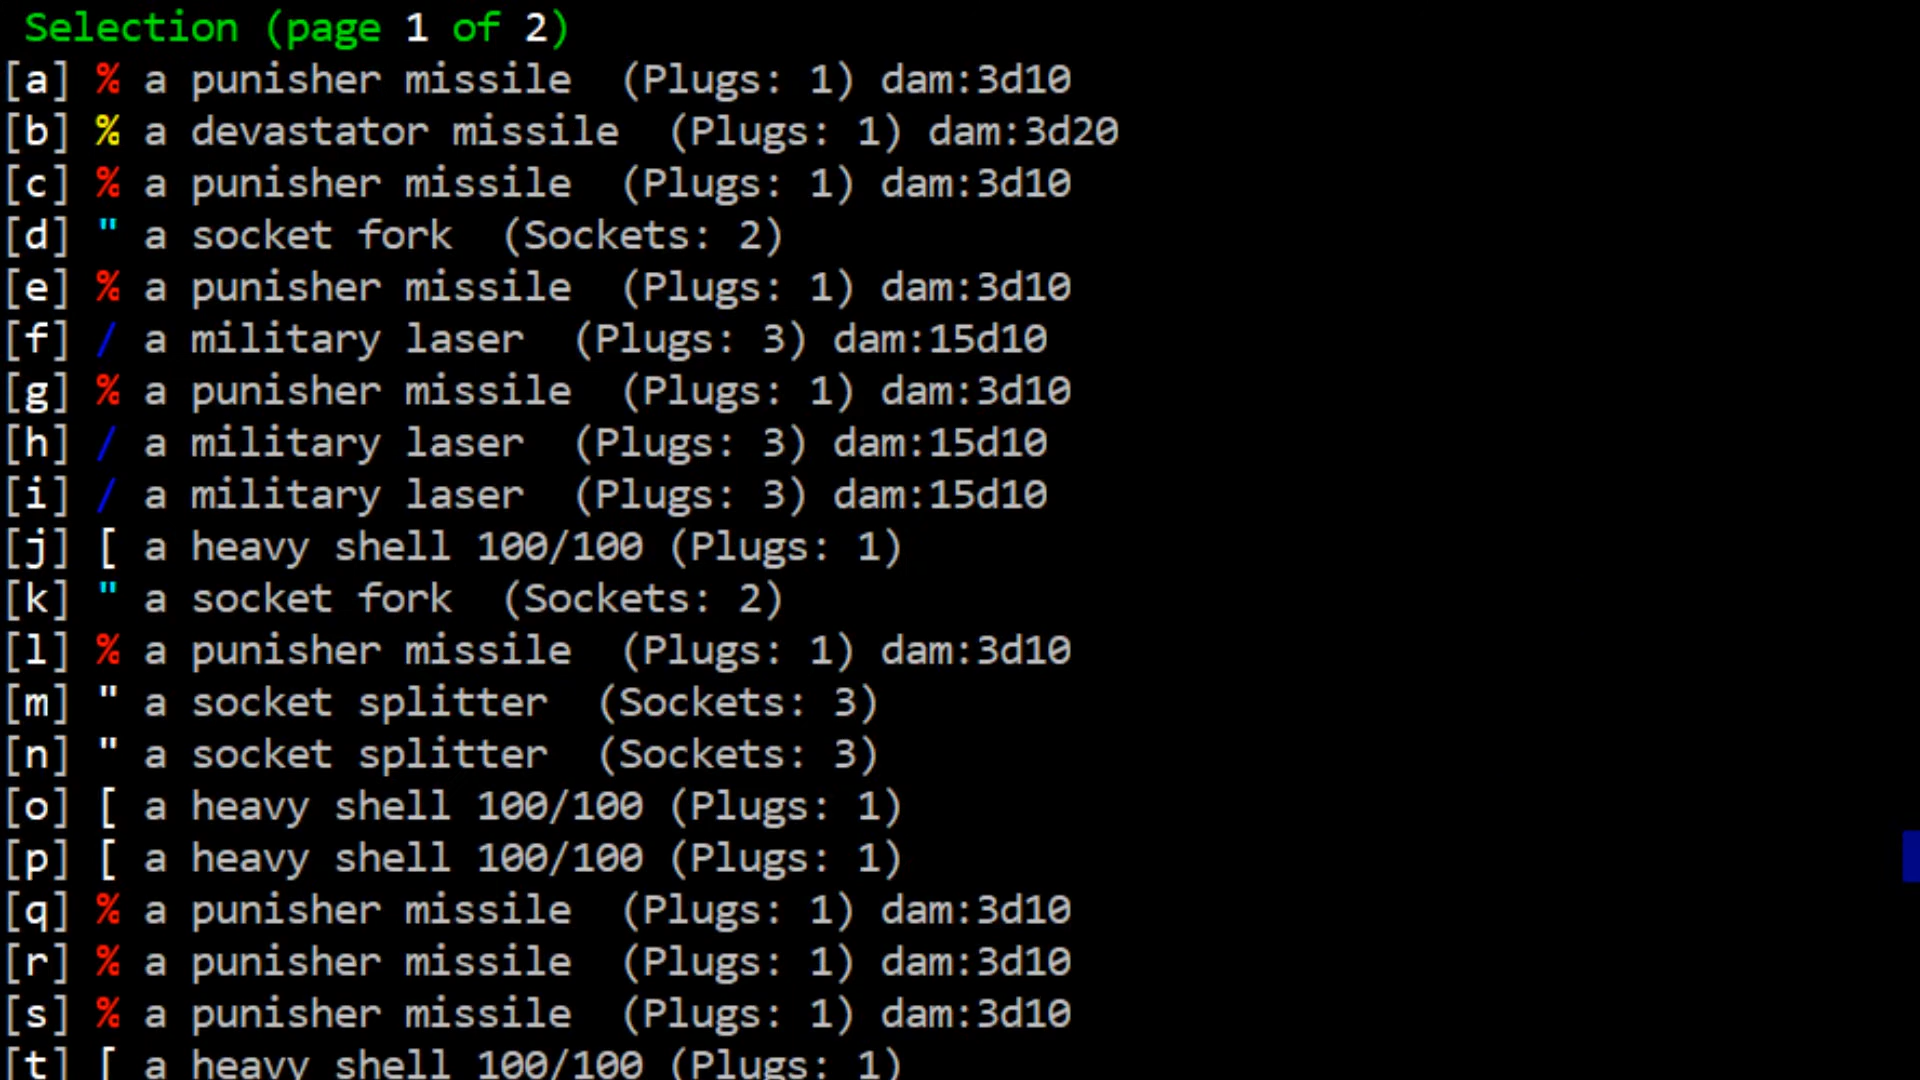 Selection (page 1 of 2)
[a] % a punisher missile  (Plugs: 1) dam:3d10
[b] % a devastator missile  (Plugs: 1) dam:3d20
[c] % a punisher missile  (Plugs: 1) dam:3d10
[d] " a socket fork  (Sockets: 2)
[e] % a punisher missile  (Plugs: 1) dam:3d10
[f] / a military laser  (Plugs: 3) dam:15d10
[g] % a punisher missile  (Plugs: 1) dam:3d10
[h] / a military laser  (Plugs: 3) dam:15d10
[i] / a military laser  (Plugs: 3) dam:15d10
[j] [ a heavy shell 100/100 (Plugs: 1)
[k] " a socket fork  (Sockets: 2)
[l] % a punisher missile  (Plugs: 1) dam:3d10
[m] " a socket splitter  (Sockets: 3)
[n] " a socket splitter  (Sockets: 3)
[o] [ a heavy shell 100/100 (Plugs: 1)
[p] [ a heavy shell 100/100 (Plugs: 1)
[q] % a punisher missile  (Plugs: 1) dam:3d10
[r] % a punisher missile  (Plugs: 1) dam:3d10
[s] % a punisher missile  (Plugs: 1) dam:3d10
[t] [ a heavy shell 100/100 (Plugs: 1)